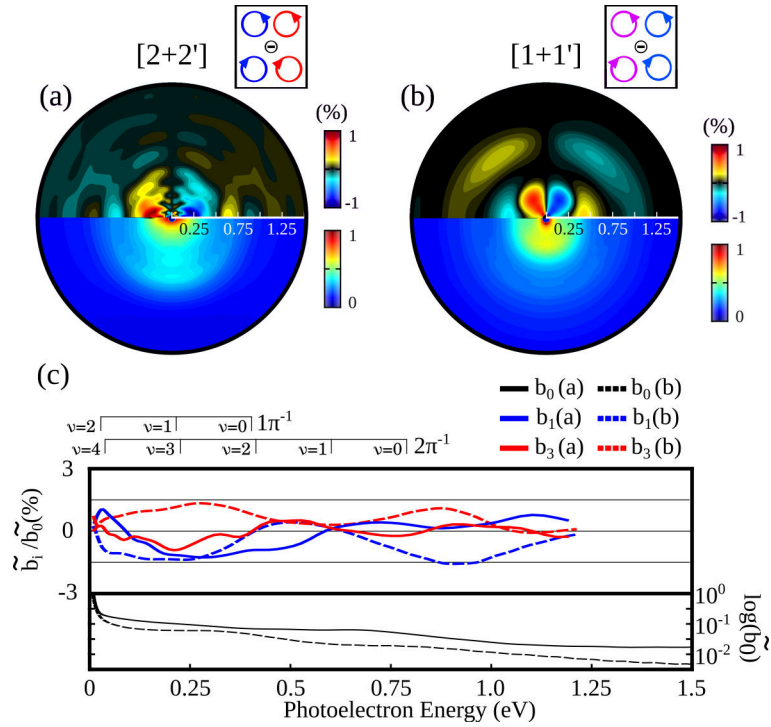 [2+2']
[1+1']
(a)
(b)
(%)
1
-1
1
0
0.25 0.75 1.25
(%)
1
-1
1
0
0.25 0.75 1.25
(c)
b₀(a) b₀(b)
b₁(a) b₁(b)
b₃(a) b₃(b)
ν=2 ν=1 ν=0 1π⁻¹
ν=4 ν=3 ν=2 ν=1 ν=0 2π⁻¹
3
0
-3
b̃ᵢ/b̃₀(%)
10⁰
10⁻¹
10⁻²
log(b̃₀)
0 0.25 0.5 0.75 1.0 1.25 1.5
Photoelectron Energy (eV)